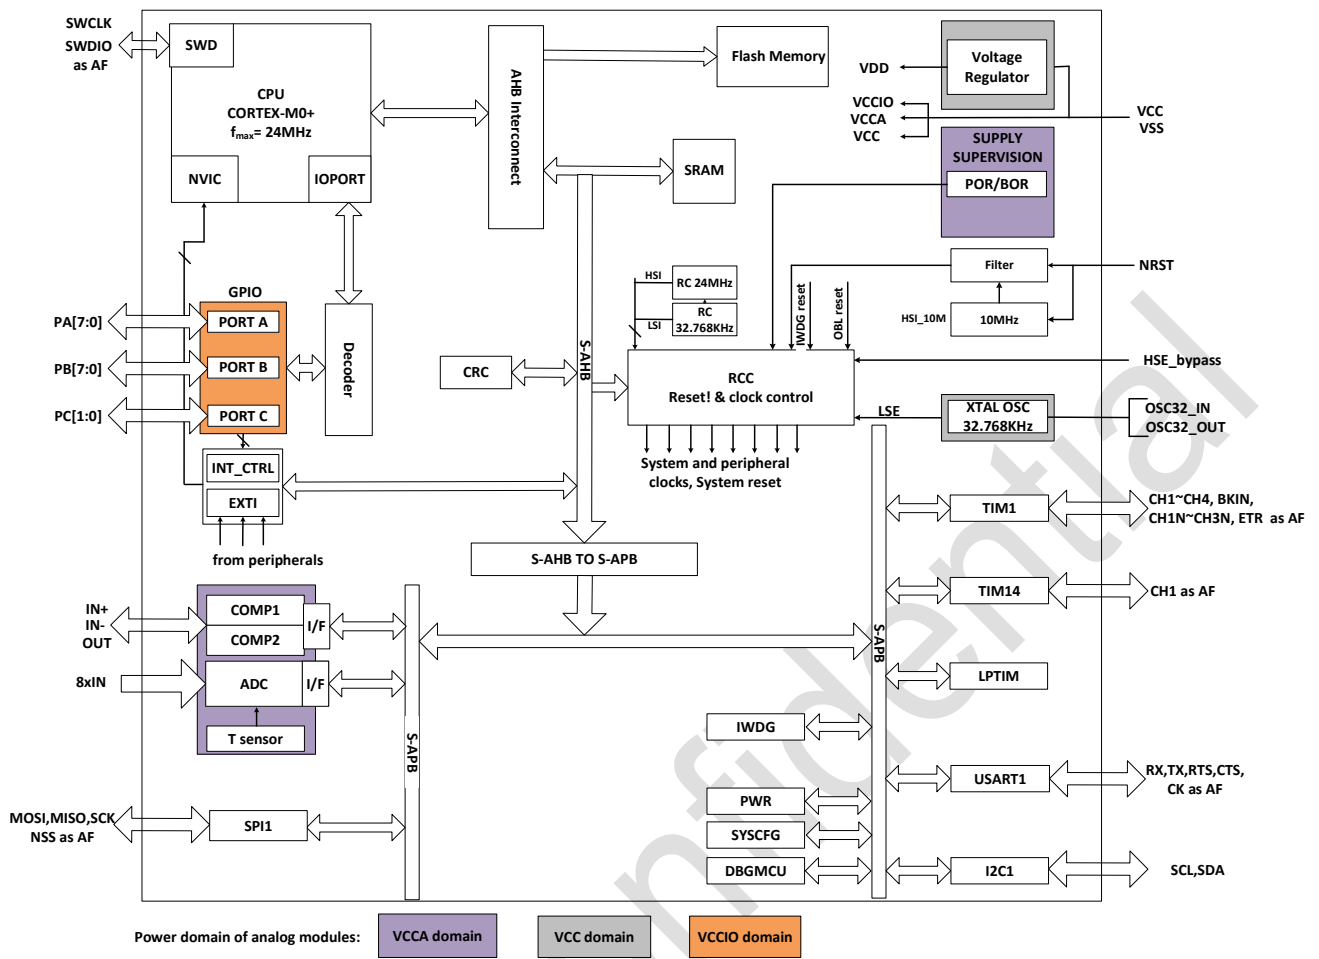 SWCLK
SWDIO
as AF
SWD
CPU
CORTEX-M0+
fmax= 24MHz
NVIC
IOPORT
AHB Interconnect
Flash Memory
SRAM
Voltage
Regulator
VDD
VCCIO
VCCA
VCC
VCC
VSS
SUPPLY
SUPERVISION
POR/BOR
Filter
NRST
HSI_10M
10MHz
HSI
RC 24MHz
LSI
RC
32.768KHz
IWDG reset
OBL reset
GPIO
PA[7:0]
PORT A
PB[7:0]
PORT B
PC[1:0]
PORT C
Decoder
S-AHB
CRC
RCC
Reset! & clock control
HSE_bypass
LSE
XTAL OSC
32.768KHz
OSC32_IN
OSC32_OUT
System and peripheral
clocks, System reset
INT_CTRL
EXTI
from peripherals
S-AHB TO S-APB
TIM1
CH1~CH4, BKIN,
CH1N~CH3N, ETR as AF
TIM14
CH1 as AF
IN+
IN-
OUT
COMP1
COMP2
I/F
8xIN
ADC
I/F
T sensor
S-APB
S-APB
LPTIM
IWDG
USART1
RX,TX,RTS,CTS,
CK as AF
PWR
SYSCFG
DBGMCU
I2C1
SCL,SDA
MOSI,MISO,SCK
NSS as AF
SPI1
Power domain of analog modules:
VCCA domain
VCC domain
VCCIO domain
nfidential